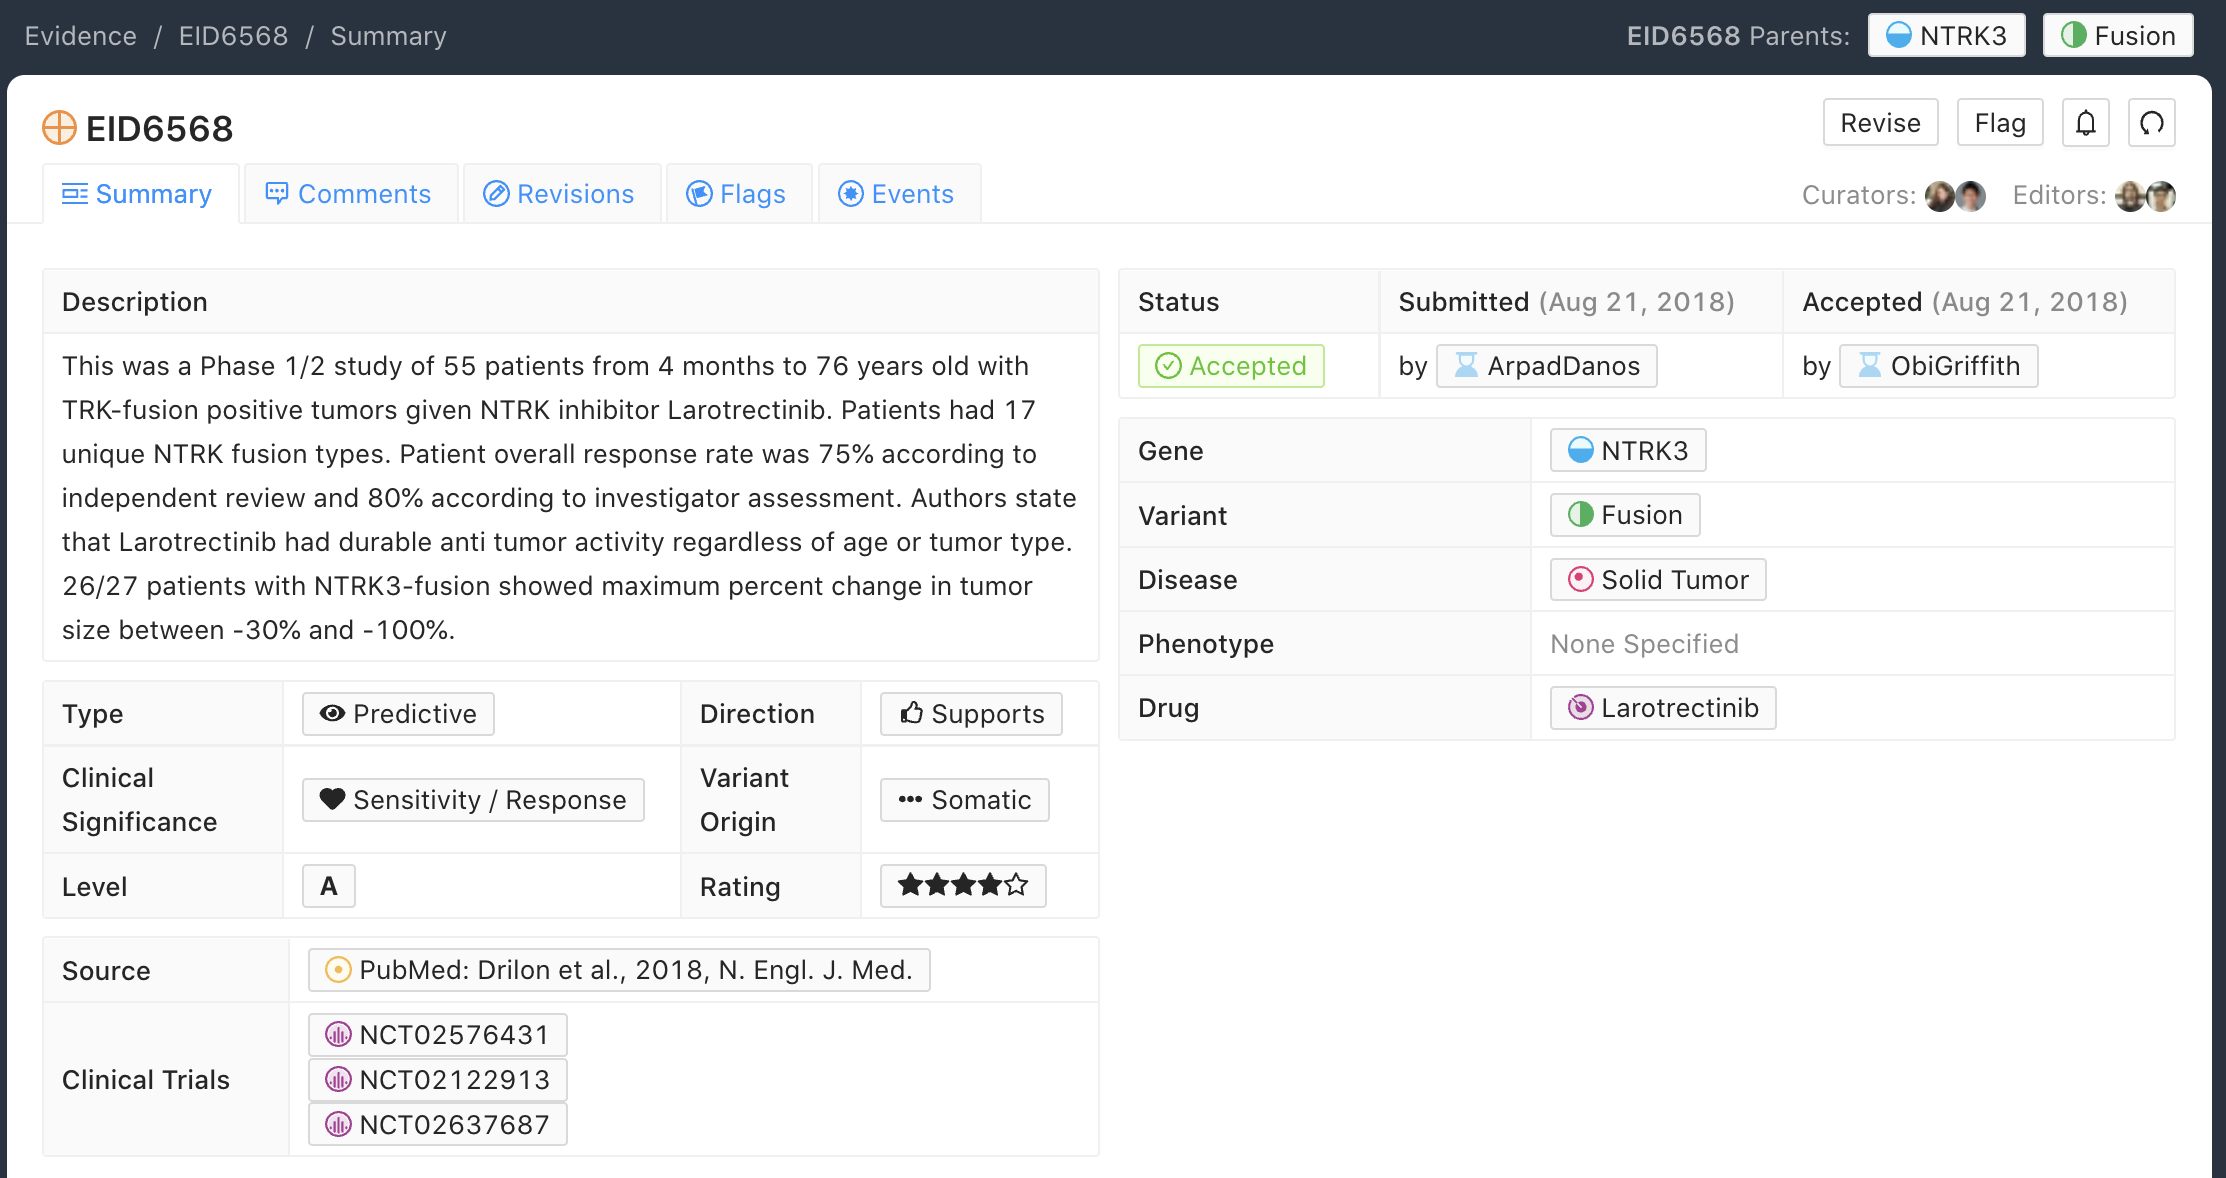 Evidence / EID6568 / Summary
EID6568 Parents: NTRK3 Fusion
EID6568
Revise Flag
Summary Comments Revisions Flags Events
Curators: Editors:
Description
This was a Phase 1/2 study of 55 patients from 4 months to 76 years old with
TRK-fusion positive tumors given NTRK inhibitor Larotrectinib. Patients had 17
unique NTRK fusion types. Patient overall response rate was 75% according to
independent review and 80% according to investigator assessment. Authors state
that Larotrectinib had durable anti tumor activity regardless of age or tumor type.
26/27 patients with NTRK3-fusion showed maximum percent change in tumor
size between -30% and -100%.
Type Predictive Direction Supports
Clinical Significance Sensitivity / Response Variant Origin Somatic
Level A Rating
Source PubMed: Drilon et al., 2018, N. Engl. J. Med.
Clinical Trials NCT02576431
NCT02122913
NCT02637687
Status Submitted (Aug 21, 2018) Accepted (Aug 21, 2018)
Accepted by ArpadDanos by ObiGriffith
Gene NTRK3
Variant Fusion
Disease Solid Tumor
Phenotype None Specified
Drug Larotrectinib